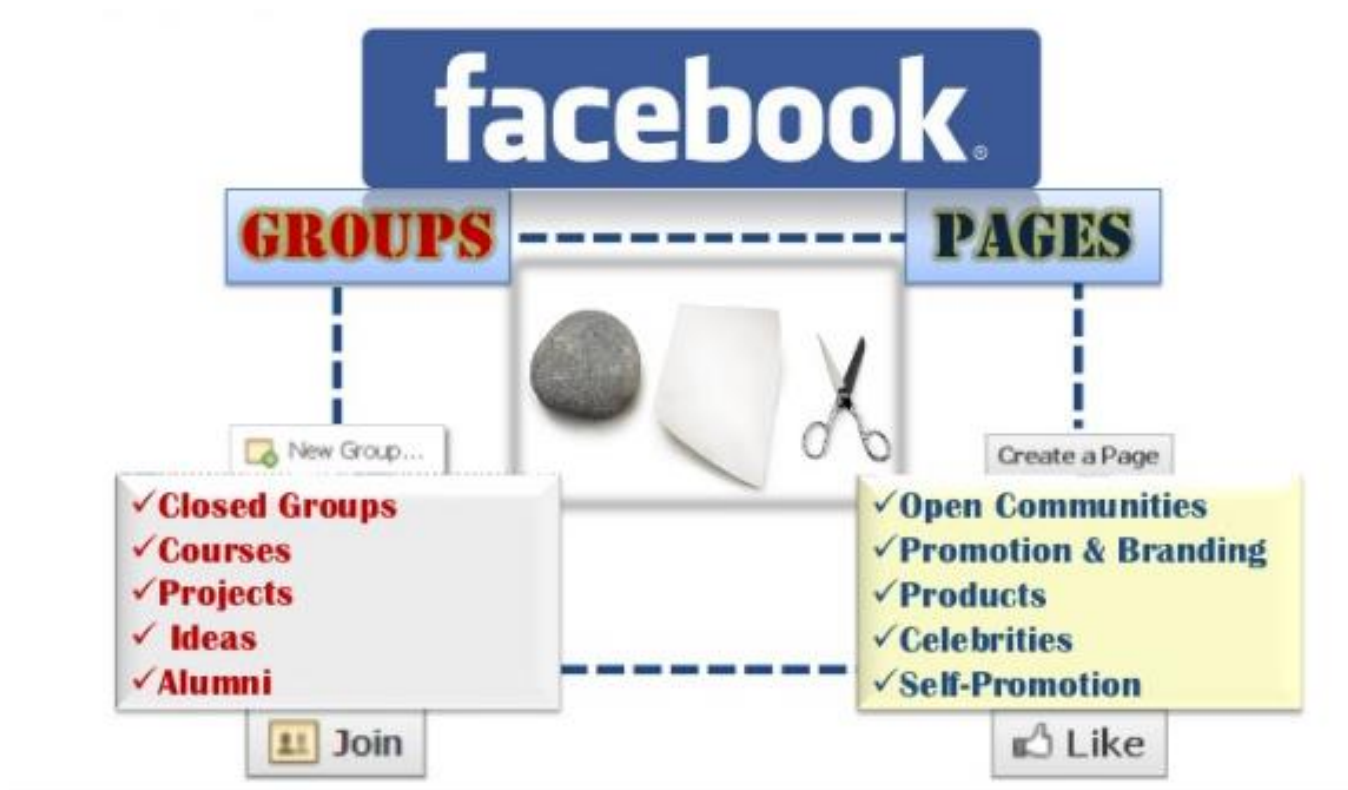 facebook®
GROUPS
PAGES
New Group...
✓Closed Groups
✓Courses
✓Projects
✓ Ideas
✓Alumni
Join
Create a Page
✓Open Communities
✓Promotion & Branding
✓Products
✓Celebrities
✓Self-Promotion
Like